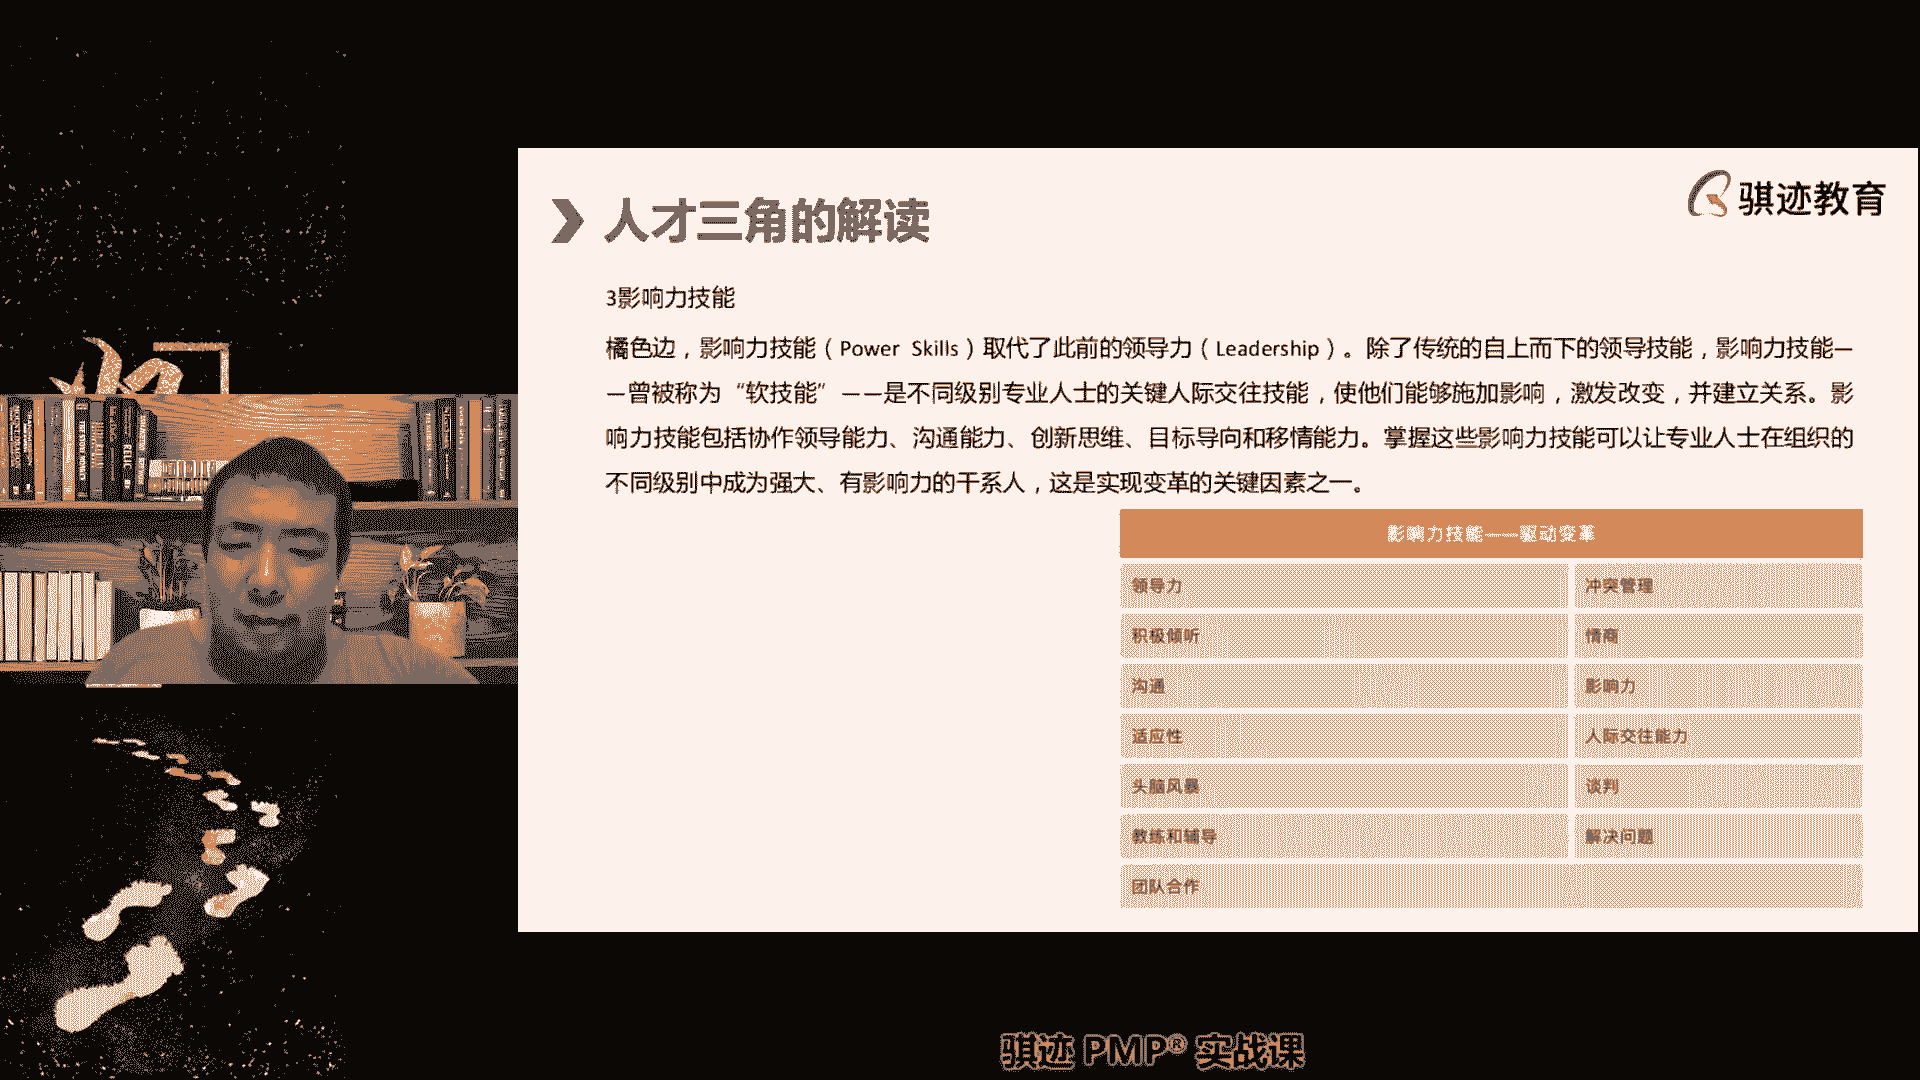 骐迹教育
人才三角的解读
3影响力技能
橘色边，影响力技能（Power Skills）取代了此前的领导力（Leadership）。除了传统的自上而下的领导技能，影响力技能—
—曾被称为“软技能”——是不同级别专业人士的关键人际交往技能，使他们能够施加影响，激发改变，并建立关系。影
响力技能包括协作领导能力、沟通能力、创新思维、目标导向和移情能力。掌握这些影响力技能可以让专业人士在组织的
不同级别中成为强大、有影响力的干系人，这是实现变革的关键因素之一。
影响力技能——驱动变革
领导力 冲突管理
积极倾听 情商
沟通 影响力
适应性 人际交往能力
头脑风暴 谈判
教练和辅导 解决问题
团队合作
骐迹 PMP® 实战课